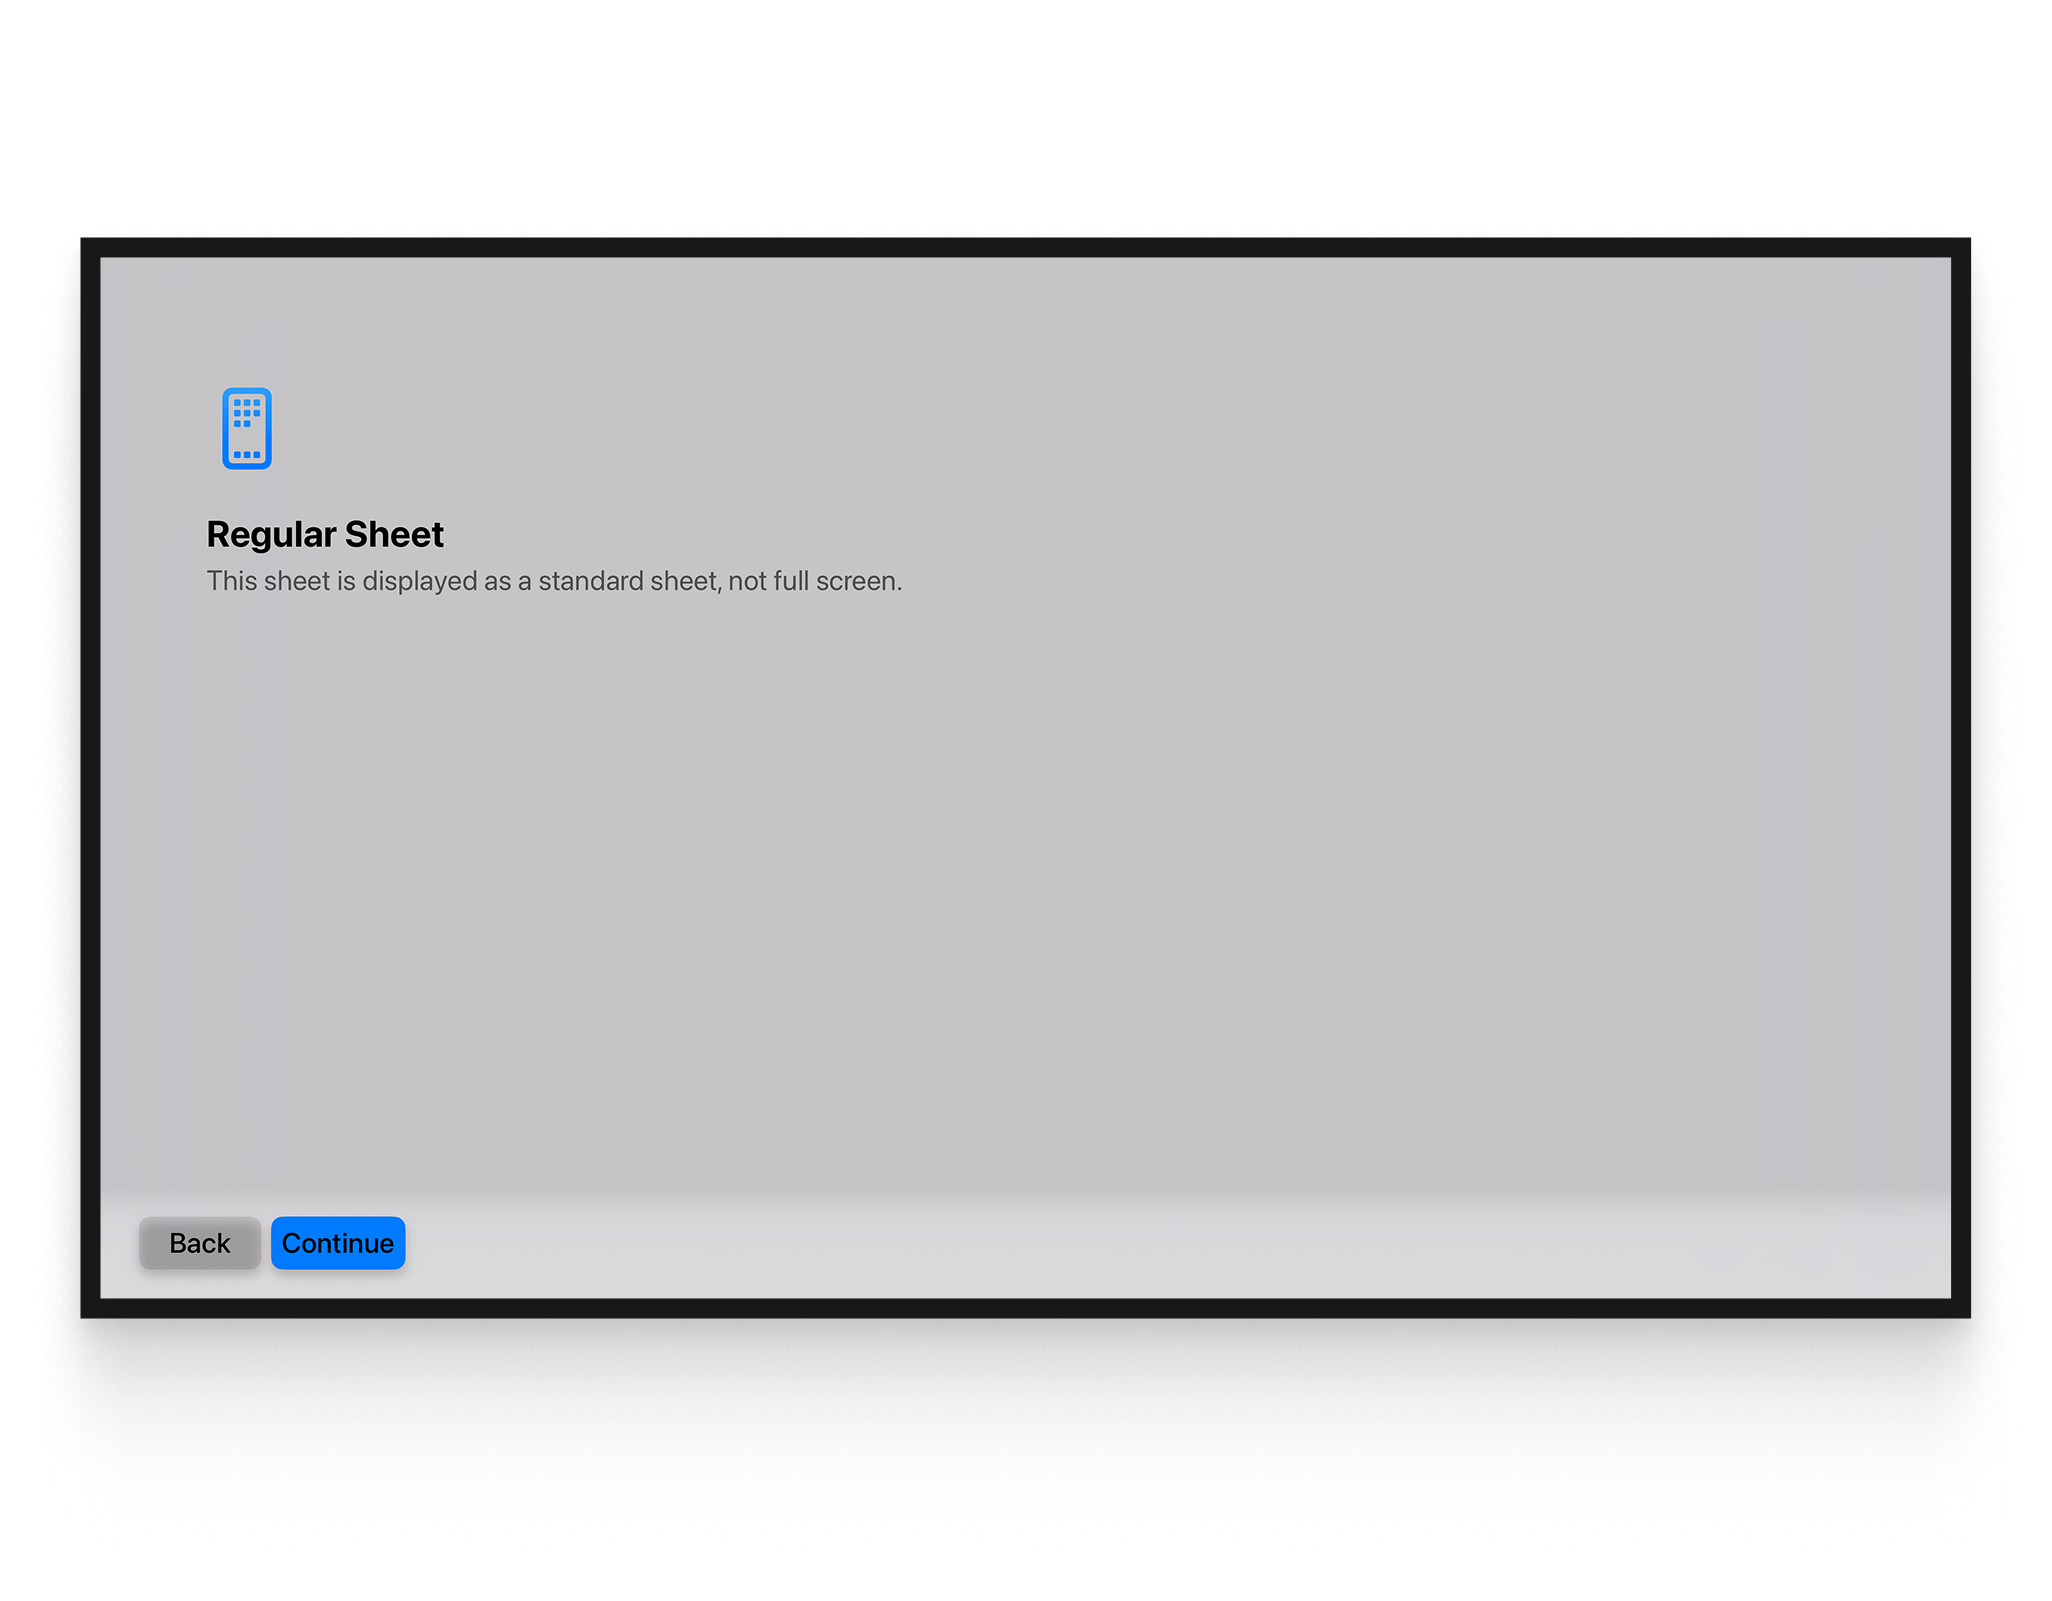 Regular Sheet
This sheet is displayed as a standard sheet, not full screen.
Back Continue